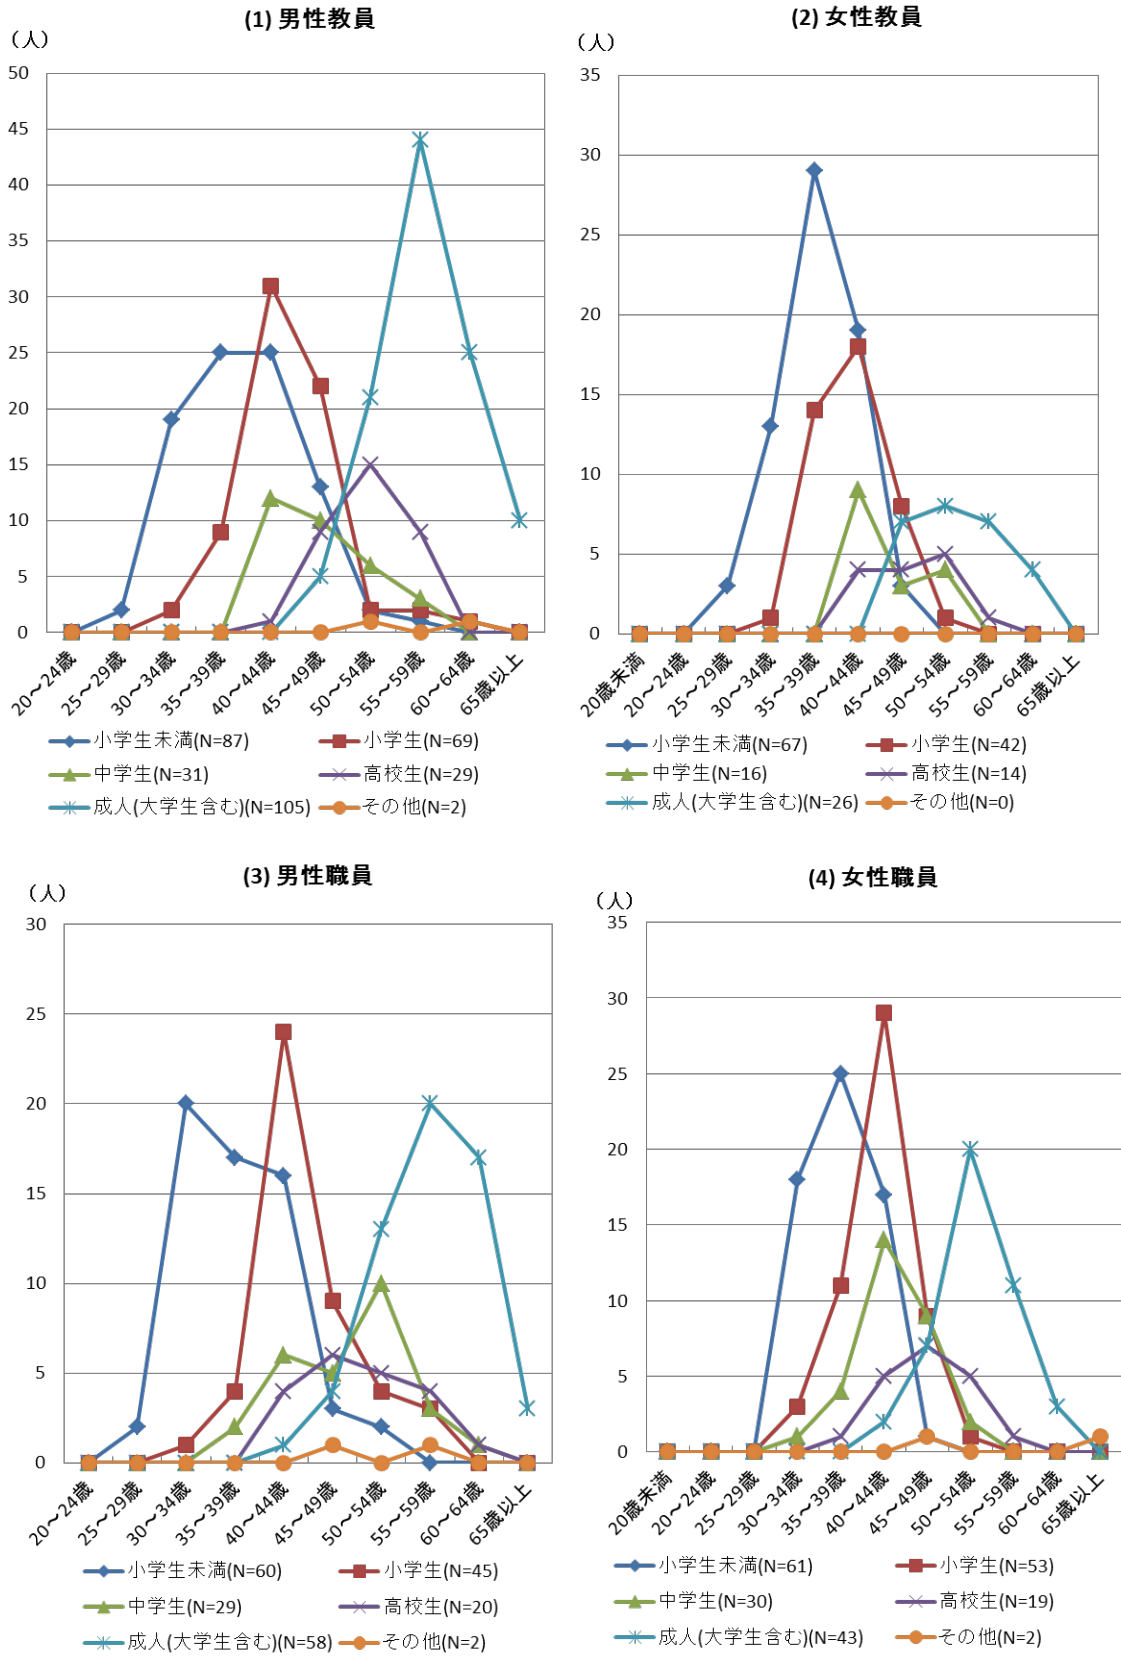 (1) 男性教員
（人）
50
45
40
35
30
25
20
15
10
5
0
20～24歳
25～29歳
30～34歳
35～39歳
40～44歳
45～49歳
50～54歳
55～59歳
60～64歳
65歳以上
小学生未満(N=87)
小学生(N=69)
中学生(N=31)
高校生(N=29)
成人(大学生含む)(N=105)
その他(N=2)
(2) 女性教員
（人）
35
30
25
20
15
10
5
0
20歳未満
20～24歳
25～29歳
30～34歳
35～39歳
40～44歳
45～49歳
50～54歳
55～59歳
60～64歳
65歳以上
小学生未満(N=67)
小学生(N=42)
中学生(N=16)
高校生(N=14)
成人(大学生含む)(N=26)
その他(N=0)
(3) 男性職員
（人）
30
25
20
15
10
5
0
20～24歳
25～29歳
30～34歳
35～39歳
40～44歳
45～49歳
50～54歳
55～59歳
60～64歳
65歳以上
小学生未満(N=60)
小学生(N=45)
中学生(N=29)
高校生(N=20)
成人(大学生含む)(N=58)
その他(N=2)
(4) 女性職員
（人）
35
30
25
20
15
10
5
0
20歳未満
20～24歳
25～29歳
30～34歳
35～39歳
40～44歳
45～49歳
50～54歳
55～59歳
60～64歳
65歳以上
小学生未満(N=61)
小学生(N=53)
中学生(N=30)
高校生(N=19)
成人(大学生含む)(N=43)
その他(N=2)